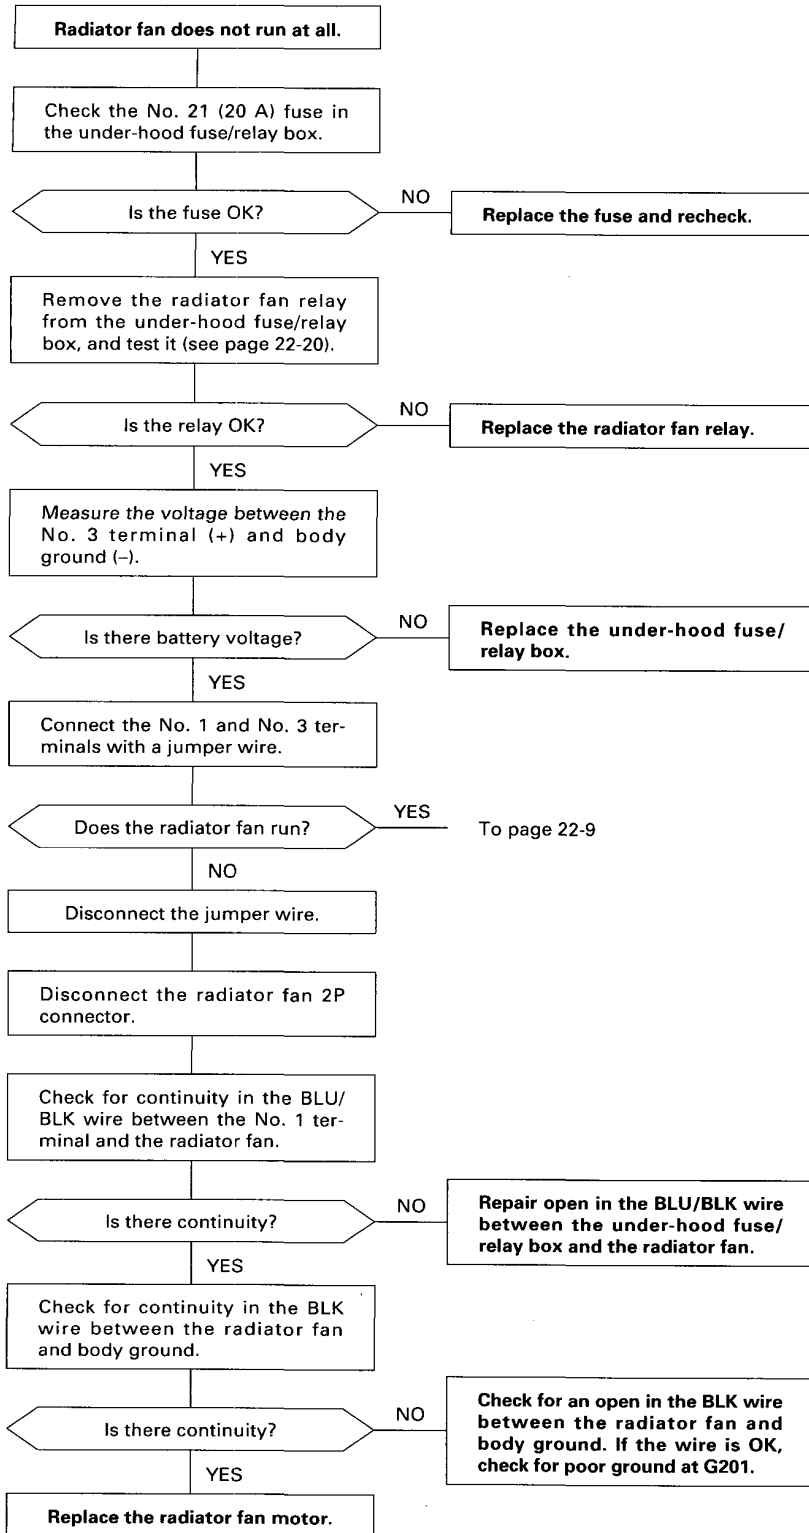 Radiator fan does not run at all.
Check the No. 21 (20 A) fuse in
the under-hood fuse/relay box.
Is the fuse OK?
NO
Replace the fuse and recheck.
YES
Remove the radiator fan relay
from the under-hood fuse/relay
box, and test it (see page 22-20).
Is the relay OK?
NO
Replace the radiator fan relay.
YES
Measure the voltage between the
No. 3 terminal (+) and body
ground (–).
Is there battery voltage?
NO
Replace the under-hood fuse/
relay box.
YES
Connect the No. 1 and No. 3 ter-
minals with a jumper wire.
Does the radiator fan run?
YES
To page 22-9
NO
Disconnect the jumper wire.
Disconnect the radiator fan 2P
connector.
Check for continuity in the BLU/
BLK wire between the No. 1 ter-
minal and the radiator fan.
Is there continuity?
NO
Repair open in the BLU/BLK wire
between the under-hood fuse/
relay box and the radiator fan.
YES
Check for continuity in the BLK
wire between the radiator fan
and body ground.
Is there continuity?
NO
Check for an open in the BLK wire
between the radiator fan and
body ground. If the wire is OK,
check for poor ground at G201.
YES
Replace the radiator fan motor.